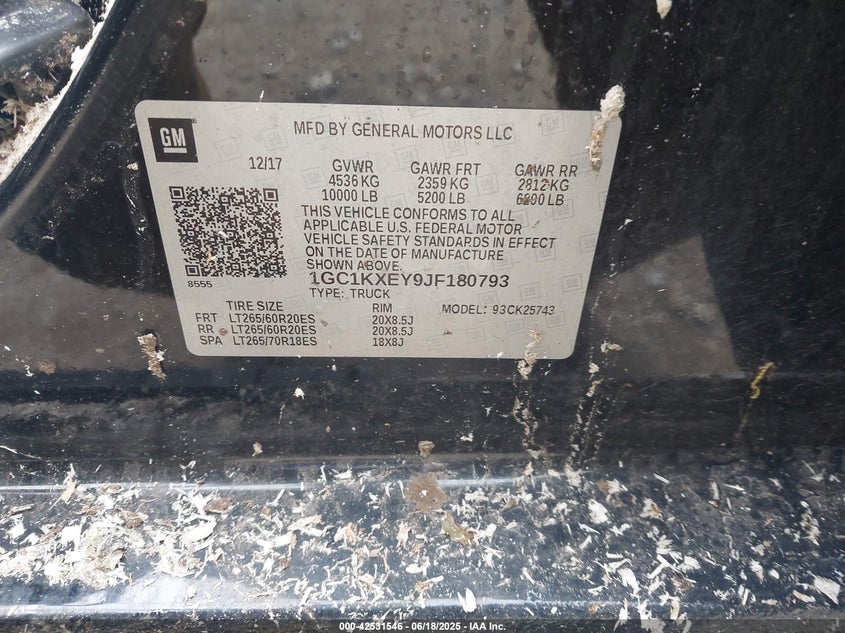 GM
MFD BY GENERAL MOTORS LLC
12/17 GVWR GAWR FRT GAWR RR
4536 KG 2359 KG 2812 KG
10000 LB 5200 LB 6200 LB
THIS VEHICLE CONFORMS TO ALL
APPLICABLE U.S. FEDERAL MOTOR
VEHICLE SAFETY STANDARDS IN EFFECT
ON THE DATE OF MANUFACTURE
SHOWN ABOVE.
8555
1GC1KXEY9JF180793
TYPE: TRUCK
TIRE SIZE RIM MODEL: 93CK25743
FRT LT265/60R20ES 20X8.5J
RR LT265/60R20ES 20X8.5J
SPA LT265/70R18ES 18X8J
000-42531546 - 06/18/2025 - IAA Inc.